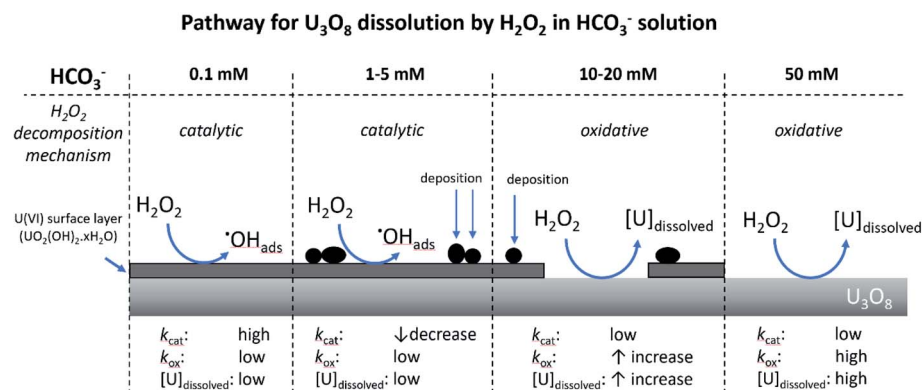 Pathway for U₃O₈ dissolution by H₂O₂ in HCO₃⁻ solution
HCO₃⁻ 0.1 mM 1-5 mM 10-20 mM 50 mM
H₂O₂
decomposition
mechanism
catalytic catalytic oxidative oxidative
deposition deposition
U(VI) surface layer
(UO₂(OH)₂.xH₂O)
H₂O₂ •OHads
H₂O₂ •OHads
H₂O₂ [U]dissolved
H₂O₂ [U]dissolved
U₃O₈
kcat: high kcat: ↓decrease kcat: low kcat: low
kox: low kox: low kox: ↑ increase kox: high
[U]dissolved: low [U]dissolved: low [U]dissolved: ↑ increase [U]dissolved: high